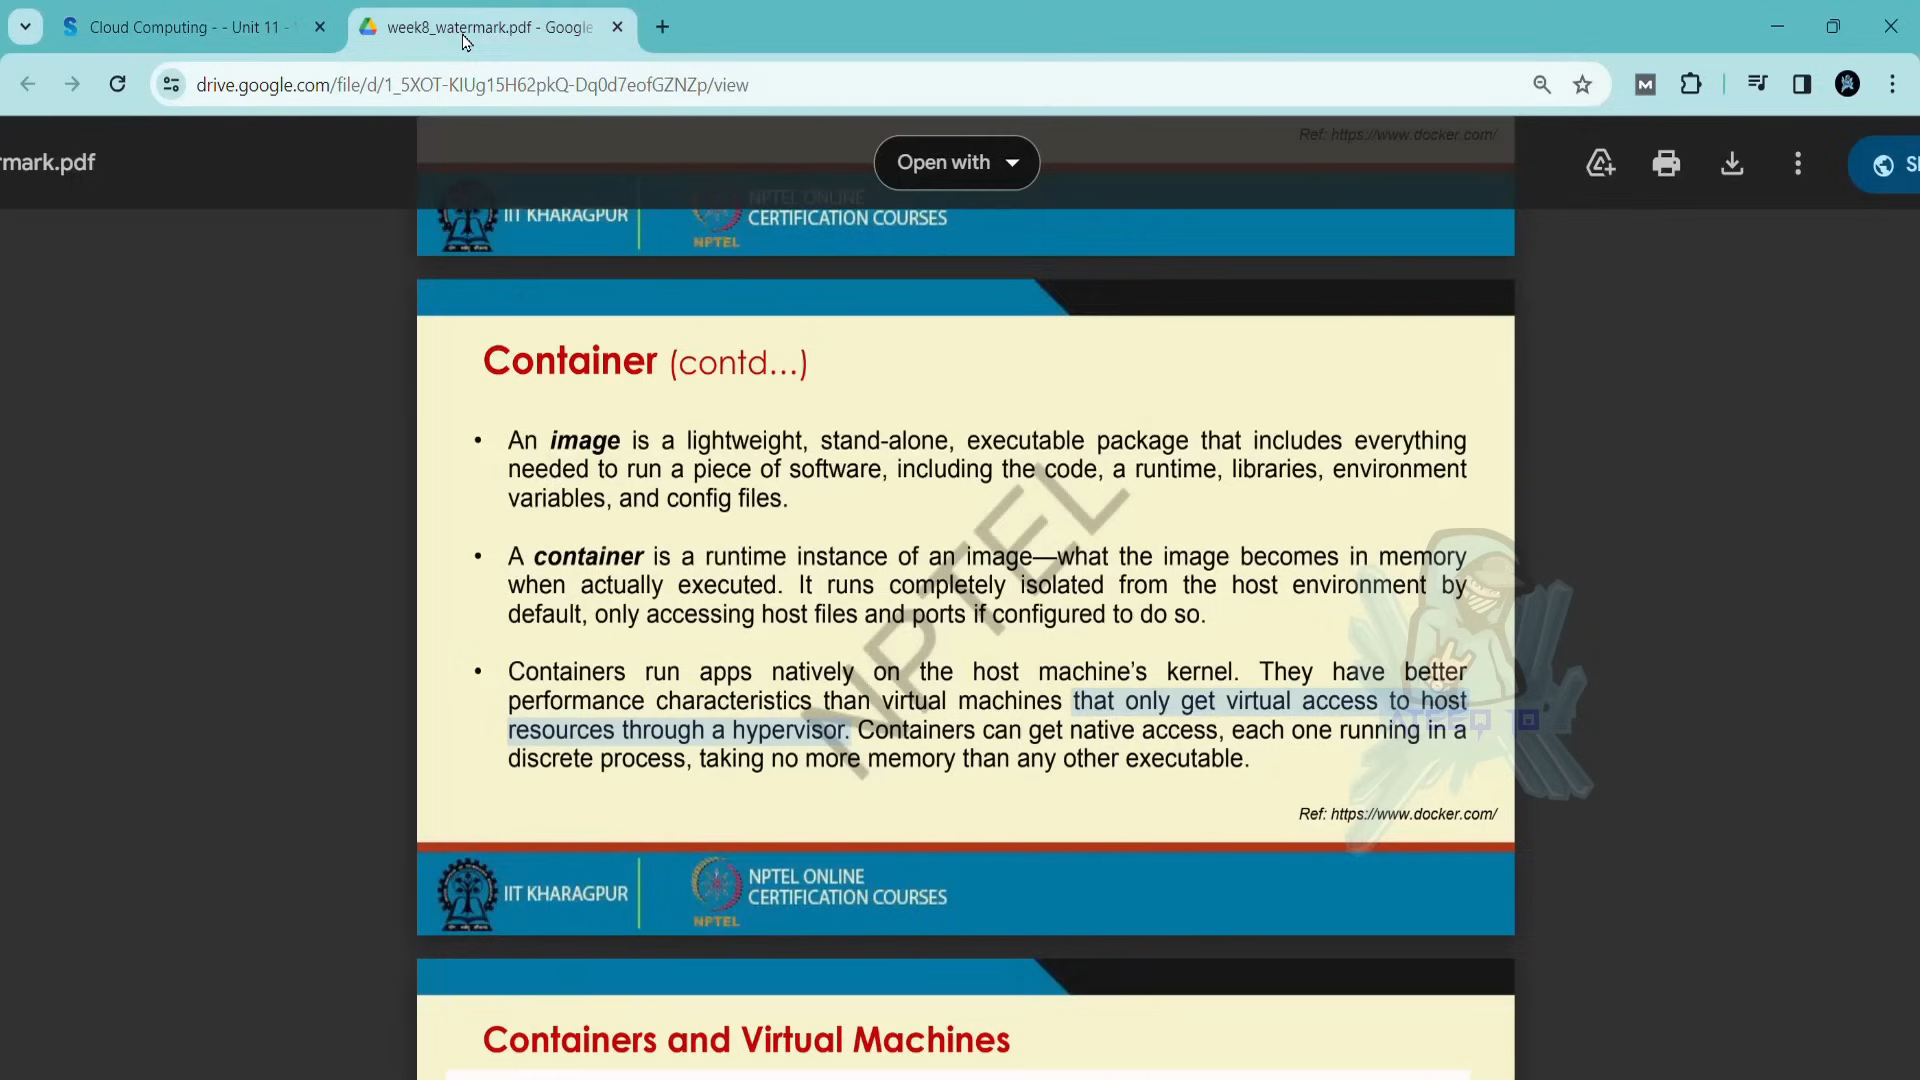 Cloud Computing - - Unit 11 -
week8_watermark.pdf - Google
drive.google.com/file/d/1_5XOT-KIUg15H62pkQ-Dq0d7eofGZNZp/view
rmark.pdf
Open with
Ref: https://www.docker.com/
IIT KHARAGPUR
NPTEL ONLINE
CERTIFICATION COURSES
NPTEL
Container (contd...)
• An image is a lightweight, stand-alone, executable package that includes everything
needed to run a piece of software, including the code, a runtime, libraries, environment
variables, and config files.
• A container is a runtime instance of an image—what the image becomes in memory
when actually executed. It runs completely isolated from the host environment by
default, only accessing host files and ports if configured to do so.
• Containers run apps natively on the host machine's kernel. They have better
performance characteristics than virtual machines that only get virtual access to host
resources through a hypervisor. Containers can get native access, each one running in a
discrete process, taking no more memory than any other executable.
NPTEL
Ref: https://www.docker.com/
IIT KHARAGPUR
NPTEL ONLINE
CERTIFICATION COURSES
NPTEL
Containers and Virtual Machines